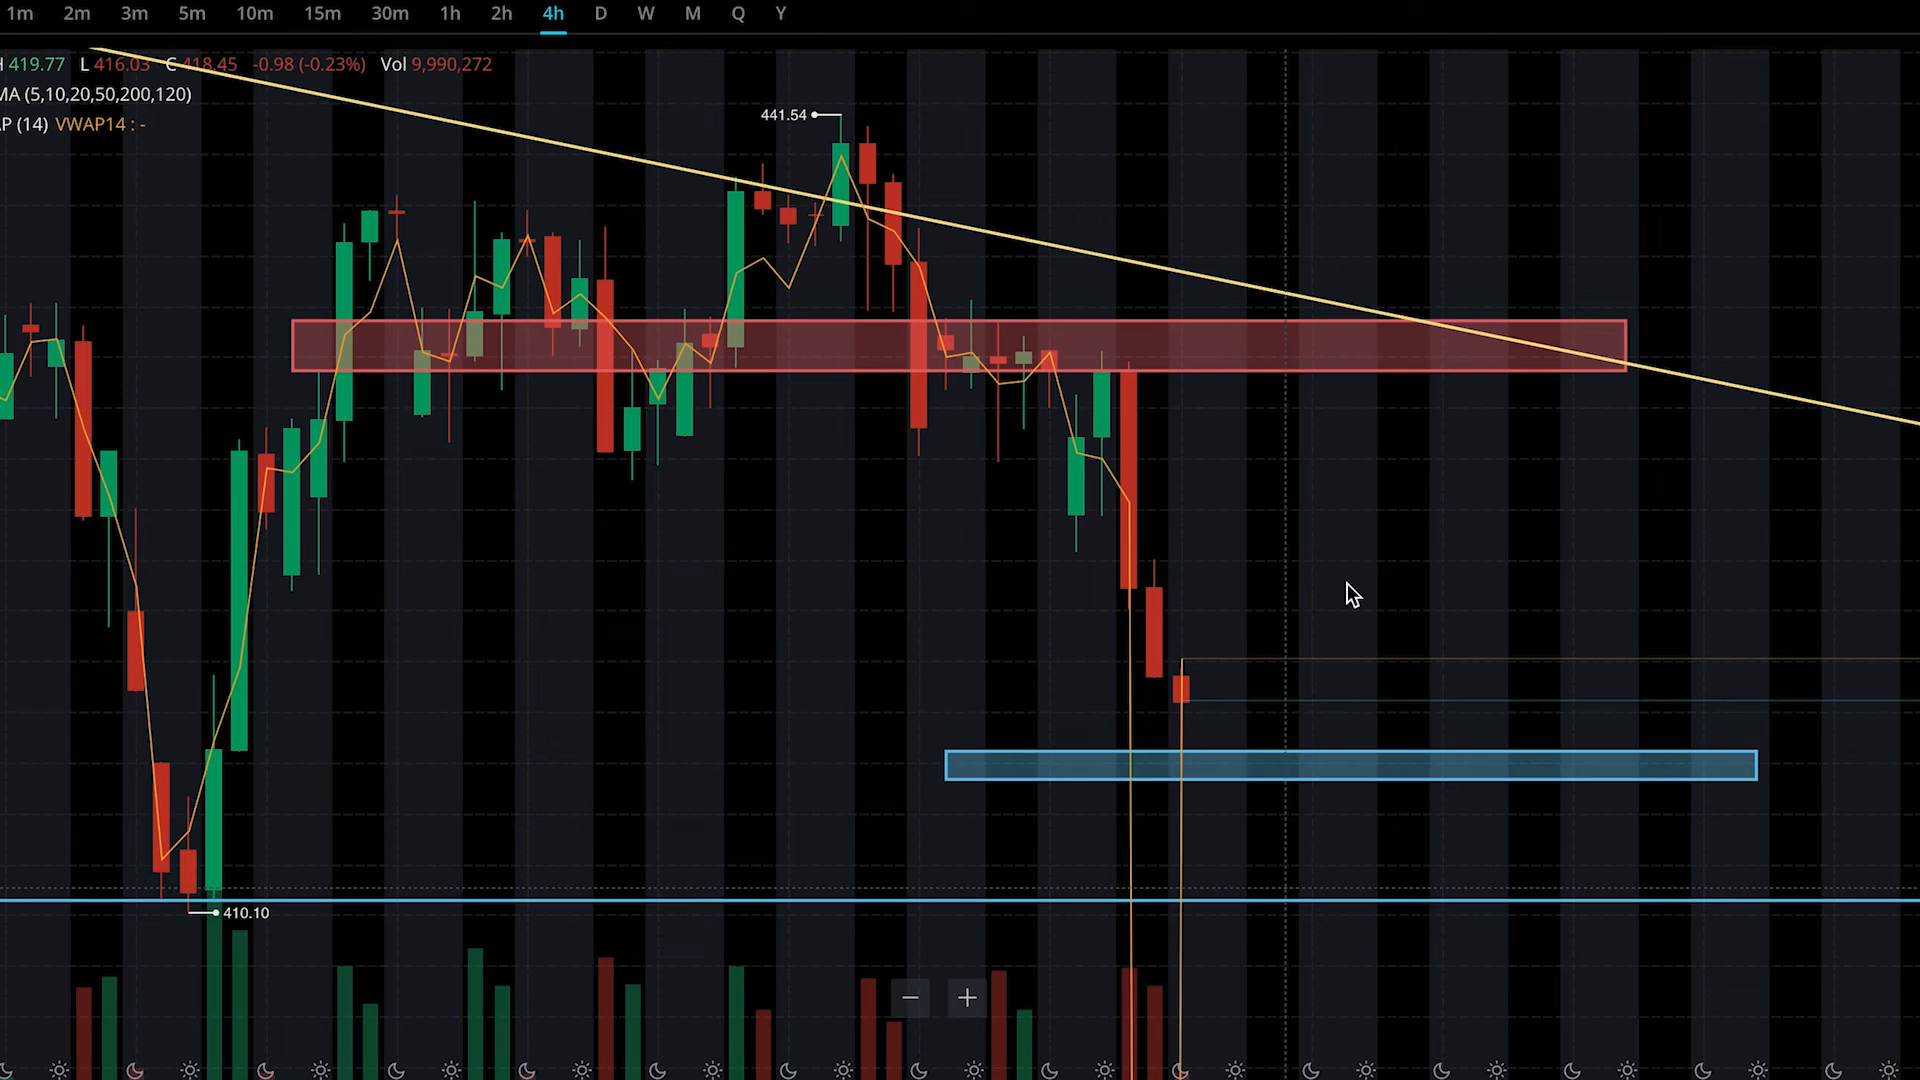 1m 2m 3m 5m 10m 15m 30m 1h 2h 4h D W M Q Y
H 419.77 L 416.03 C 418.45 -0.98 (-0.23%) Vol 9,990,272
MA (5,10,20,50,200,120)
AP (14) VWAP14 : -
441.54
410.10